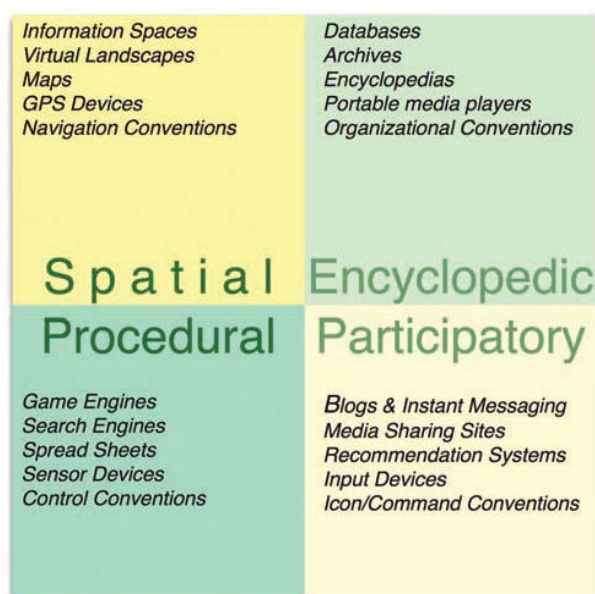 Information Spaces
Virtual Landscapes
Maps
GPS Devices
Navigation Conventions
Databases
Archives
Encyclopedias
Portable media players
Organizational Conventions
Spatial
Encyclopedic
Procedural
Participatory
Game Engines
Search Engines
Spread Sheets
Sensor Devices
Control Conventions
Blogs & Instant Messaging
Media Sharing Sites
Recommendation Systems
Input Devices
Icon/Command Conventions